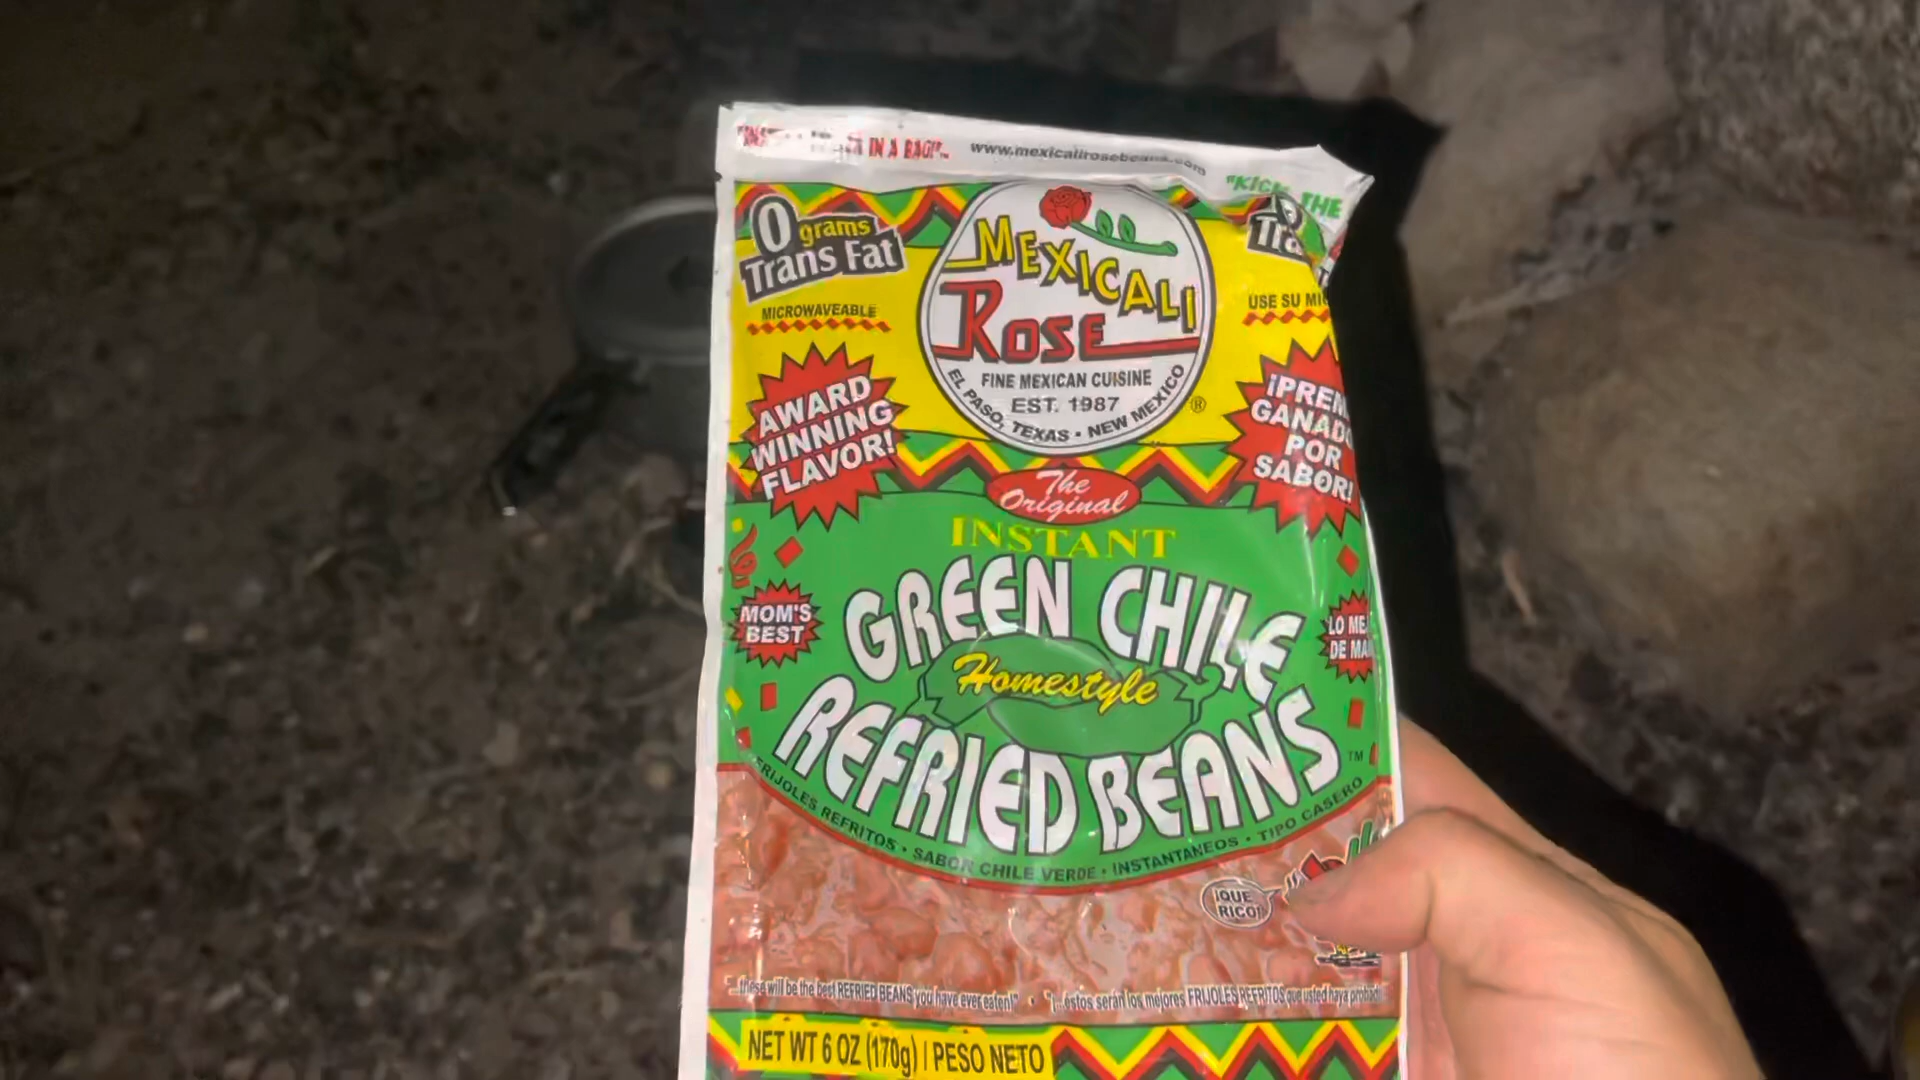 IN A BAG!"
www.mexicalirosebeans.com
"KICK THE
0 grams
Trans Fat
MICROWAVEABLE
MEXICALI
ROSE
FINE MEXICAN CUISINE
EST. 1987
EL PASO, TEXAS • NEW MEXICO
®
0
Tra
USE SU MIC
AWARD
WINNING
FLAVOR!
¡PREM
GANADO
POR
SABOR!
The
Original
INSTANT
GREEN CHILE
Homestyle
REFRIED BEANS
TM
MOM'S
BEST
LO ME
DE MA
FRIJOLES REFRITOS • SABOR CHILE VERDE • INSTANTANEOS • TIPO CASERO
¡QUE
RICO!
"...these will be the best REFRIED BEANS you have ever eaten!" • "¡...éstos serán los mejores FRIJOLES REFRITOS que usted haya probado
NET WT 6 OZ (170g) | PESO NETO